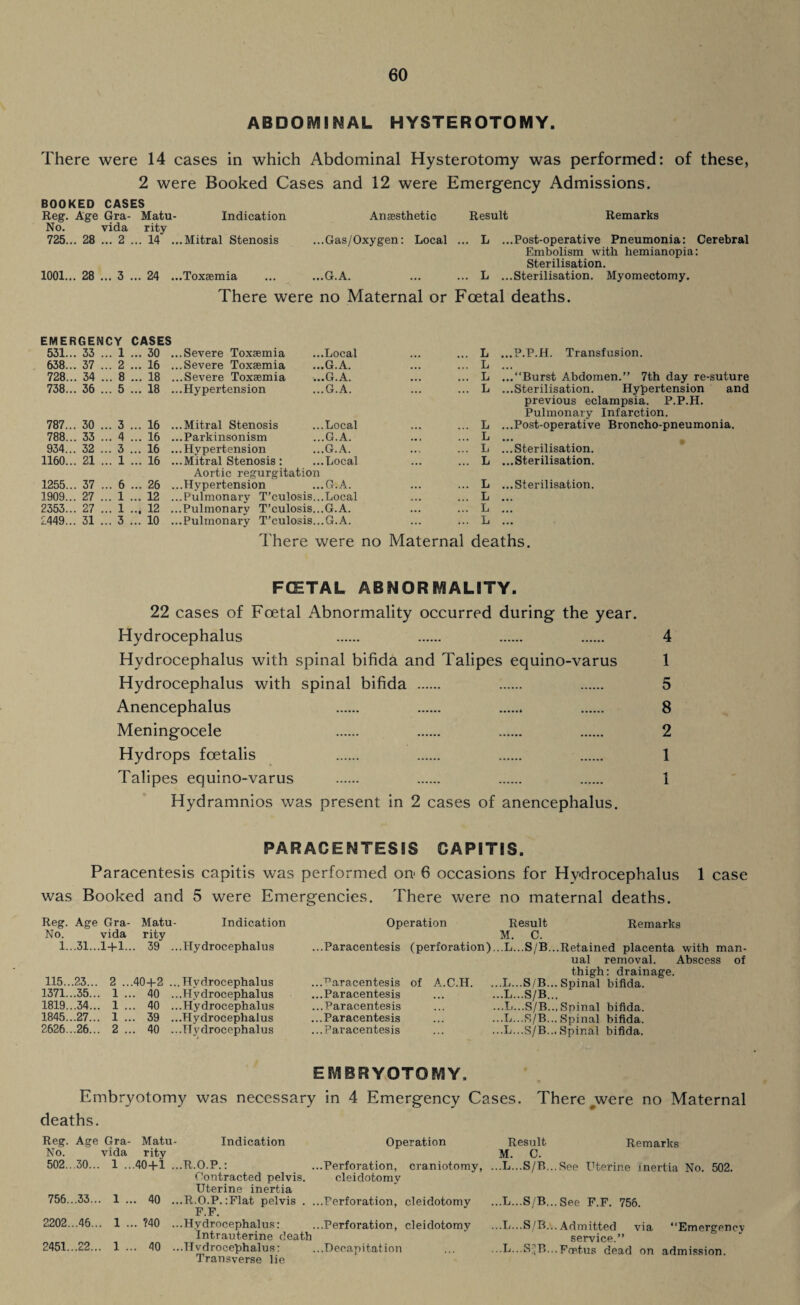 60
ABDOMINAL HYSTEROTOMY.
There were 14 cases in which Abdominal Hysterotomy was performed: of these,
2 were Booked Cases and 12 were Emergency Admissions.
BOOKED CASES
Reg. Age Gra- Matu- Indication Anæsthetic Result Remarks
No. vida rity
725... 28 ... 2 ... 14 ...Mitral Stenosis ...Gas/Oxygen: Local ... L ...Post-operative Pneumonia: Cerebral
Embolism with hemianopia:
Sterilisation.
1001... 28 ... 3 ... 24 ...Toxæmia ... ...G.A. ... ... L ...Sterilisation. Myomectomy.
There were no Maternal or Fœtal deaths.
EMERGENCY CASES
531... 33 ... 1 ... 30 ...Severe Toxæmia ...Local ... ... L ...P.P.H. Transfusion.
638... 37 ... 2 ... 16 ...Severe Toxæmia ...G.A. ... ... L ...
728... 34 ... 8 ... 18 ...Severe Toxæmia ...G.A. ... ... L ..."Burst Abdomen." 7th day re-suture
738... 36 ... 5 ... 18 ...Hypertension ...G.A. ... ... L ...Sterilisation. Hypertension and
previous eclampsia. P.P.H.
Pulmonary Infarction.
787... 30 ... 3 ... 16 ...Mitral Stenosis ...Local ... ... L ...Post-operative Broncho-pneumonia.
788... 33 ... 4 ... 16 ...Parkinsonism ...G.A. ... ... L ...
934... 32 ... 3 ... 16 ...Hypertension ...G.A. ... ... L ...Sterilisation.
1160... 21 ... 1 ... 16 ...Mitral Stenosis : ...Local ... ... L ...Sterilisation.
Aortic regurgitation
1255... 37 ... 6 ... 26 ...Hypertension ...G.A. ... ... L ...Sterilisation.
1909... 27 ... 1 ... 12 ...Pulmonary T'culosis...Local ... ... L ...
2353... 27 ... 1 ... 12 ...Pulmonary T'culosis...G.A. ... ... L ...
2449... 31 ... 3 ... 10 ...Pulmonary T'culosis...G.A. ... ... L ...
There were no Maternal deaths.
FŒTAL ABNORMALITY.
22 cases of Fœtal Abnormality occurred during the year.
Hydrocephalus ...... ...... ...... ...... 4
Hydrocephalus with spinal bifida and Talipes equino-varus 1
Hydrocephalus with spinal bifida ...... ...... ...... 5
Anencephalus ...... ...... ...... ...... 8
Meningocele ...... ...... ...... ...... 2
Hydrops fœtalis ...... ...... ...... ...... 1
Talipes equino-varus ...... ...... ...... ...... 1
Hydramnios was present in 2 cases of anencephalus.
PARACENTESIS CAPITIS.
Paracentesis capitis was performed on 6 occasions for Hydrocephalus 1 case
was Booked and 5 were Emergencies. There were no maternal deaths.
Reg. Age Gra- Matu- Indication Operation Result Remarks
No. vida rity M. C.
1...31...1+1... 39 ...Hydrocephalus ...Paracentesis (perforation)...L...S/B...Retained placenta with man-
ual removal. Abscess of
thigh: drainage.
115...23... 2 ...40+2 ...Hydrocephalus ...Paracentesis of A.C.H. ...L...S/B...Spinal bifida.
1371...35... 1 ... 40 ...Hydrocephalus ...Paracentesis ... ...L...S/B...
1819...34... 1 ... 40 ...Hydrocephalus ...Paracentesis ... ...L...S/B...Spinal bifida.
1845...27... 1 ... 39 ...Hydrocephalus ...Paracentesis ... ...L...S/B...Spinal bifida.
2626...26... 2 ... 40 ...Hydrocephalus ...Paracentesis ... ...L...S/B...Spinal bifida.
EMBRYOTOMY.
Embryotomy was necessary in 4 Emergency Cases. There were no Maternal
deaths.
Reg. Age Gra- Matu- Indication Operation Result Remarks
No. vida rity M. C.
502...30... 1 ...40+1 ...R.O.P.: ...Perforation, craniotomy, ...L...S/B...See Uterine inertia No. 502.
Contracted pelvis. cleidotomy
Uterine inertia
756...33... 1 ... 40 ...R.O.P.:Flat pelvis . ...Perforation, cleidotomy ...L...S/B...See F.F. 756.
F.F.
2202...46... 1 ... ?40 ...Hydrocephalus: ...Perforation, cleidotomy ...L...S/B...Admitted via "Emergency
Intrauterine death service."
2451...22... 1 ... 40 ...Hydrocephalus: ...Decapitation ... ...L...S/B...Fœtus dead on admission.
Transverse lie